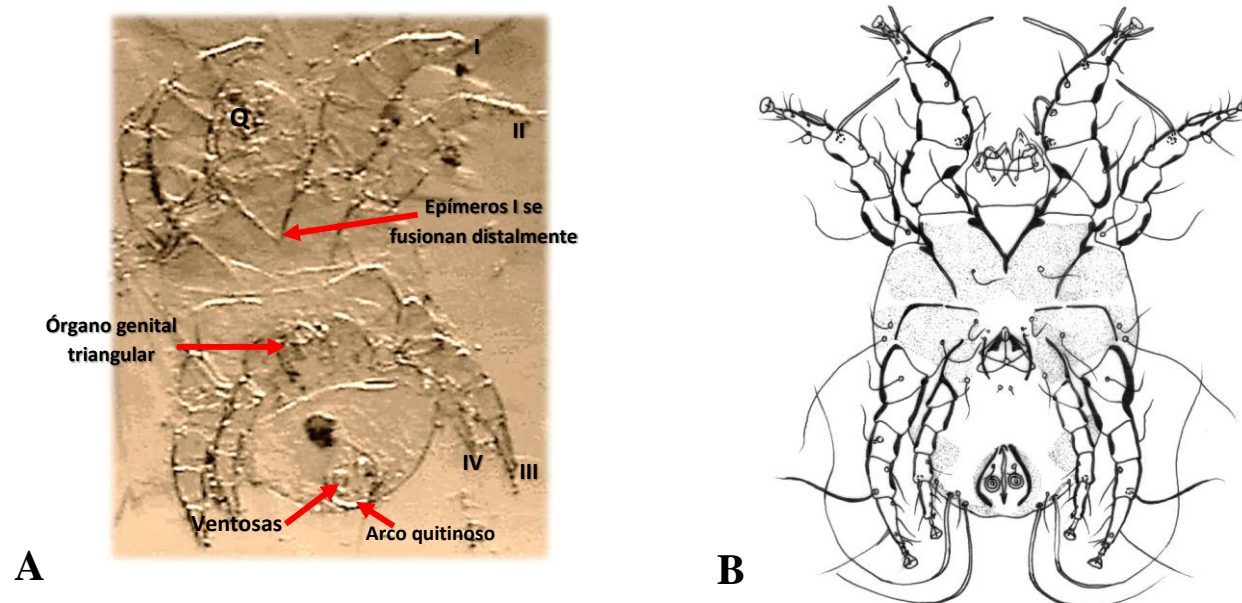 I
Q
II
Epímeros I se
fusionan distalmente
Órgano genital
triangular
IV
III
Ventosas
Arco quitinoso
A
B